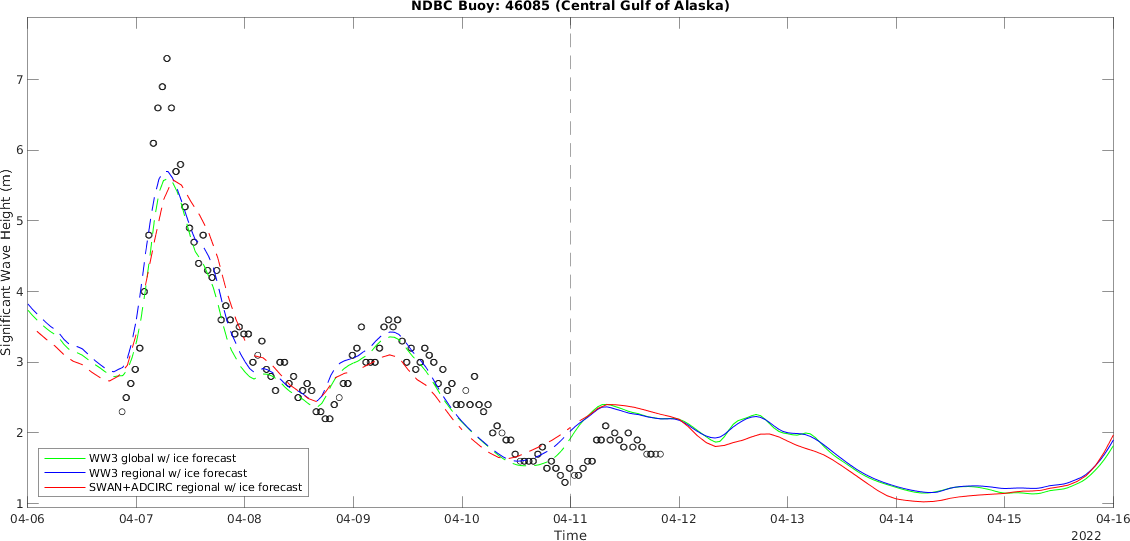 NDBC Buoy: 46085 (Central Gulf of Alaska)
Significant Wave Height (m)
7
6
5
4
3
2
1
WW3 global w/ ice forecast
WW3 regional w/ ice forecast
SWAN+ADCIRC regional w/ ice forecast
04-06 04-07 04-08 04-09 04-10 04-11 04-12 04-13 04-14 04-15 04-16
Time
2022